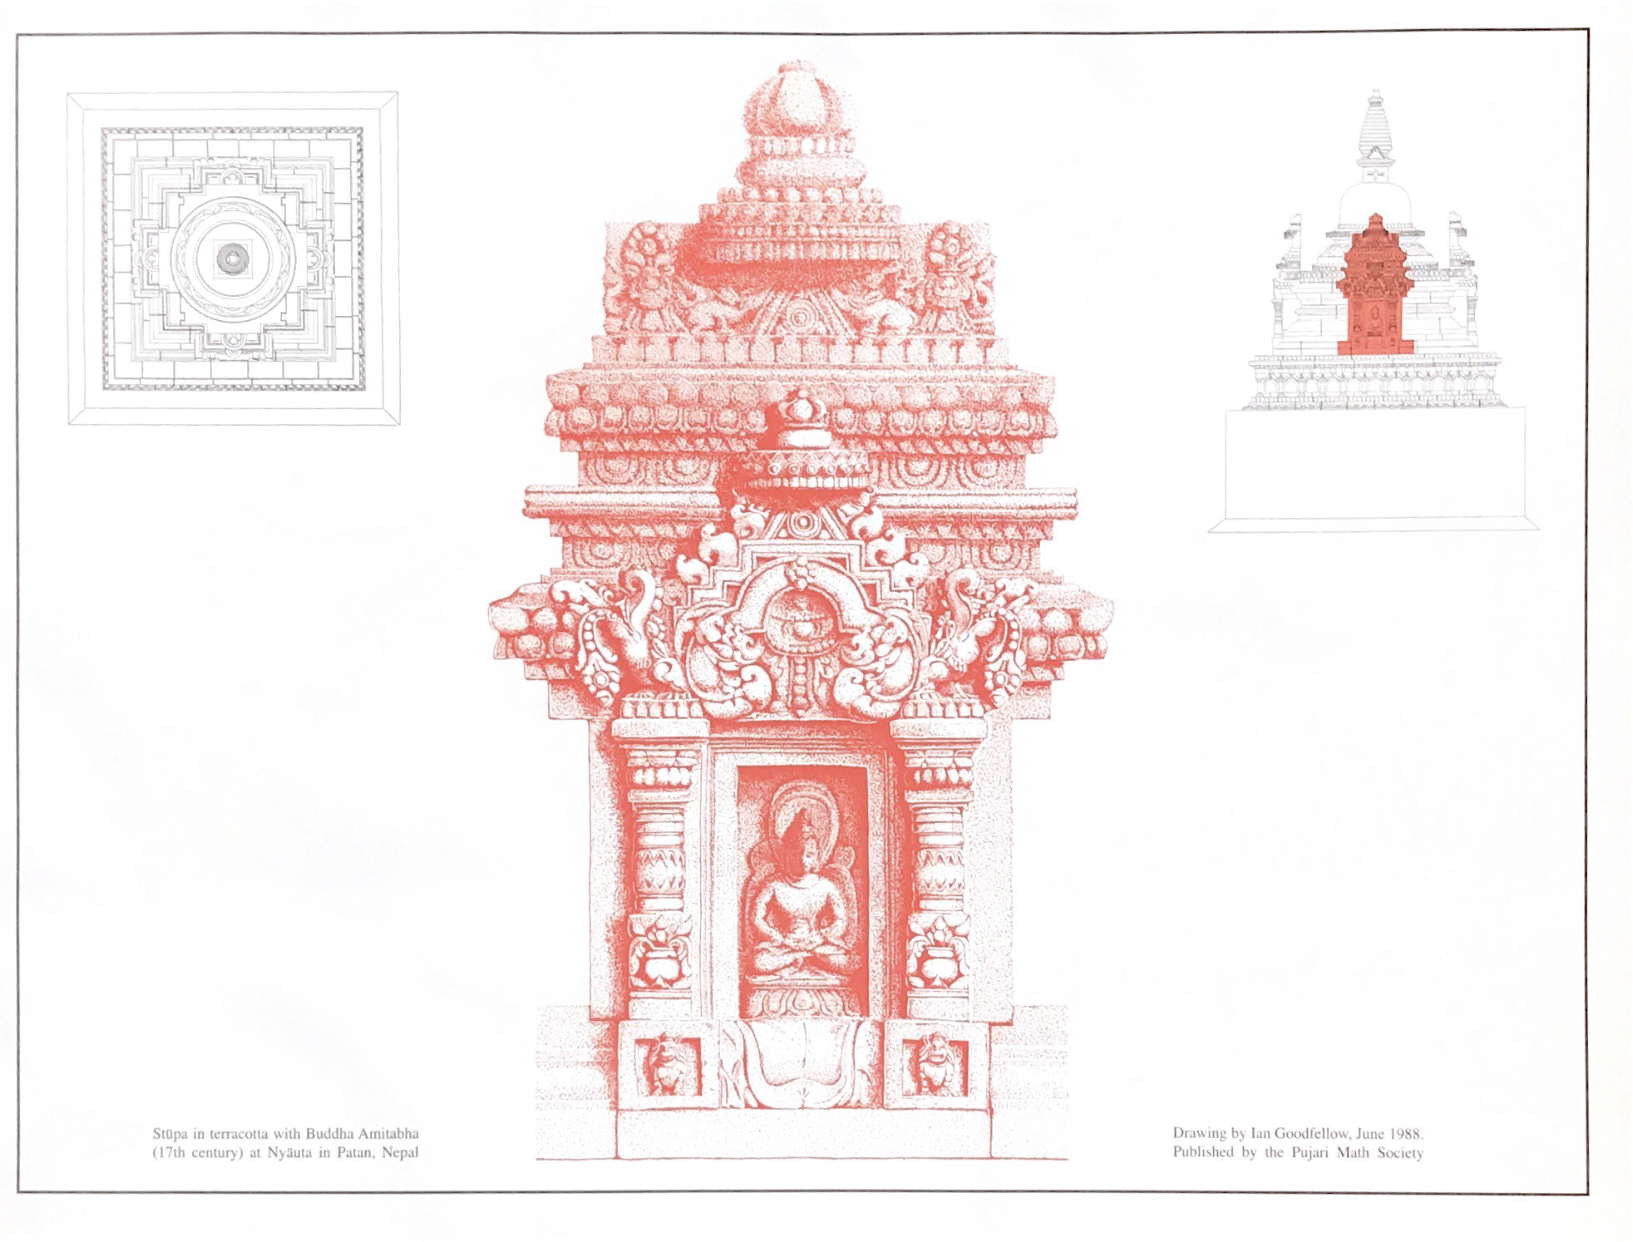 Stūpa in terracotta with Buddha Amitabha
(17th century) at Nyāuta in Patan, Nepal
Drawing by Ian Goodfellow, June 1988.
Published by the Pujari Math Society